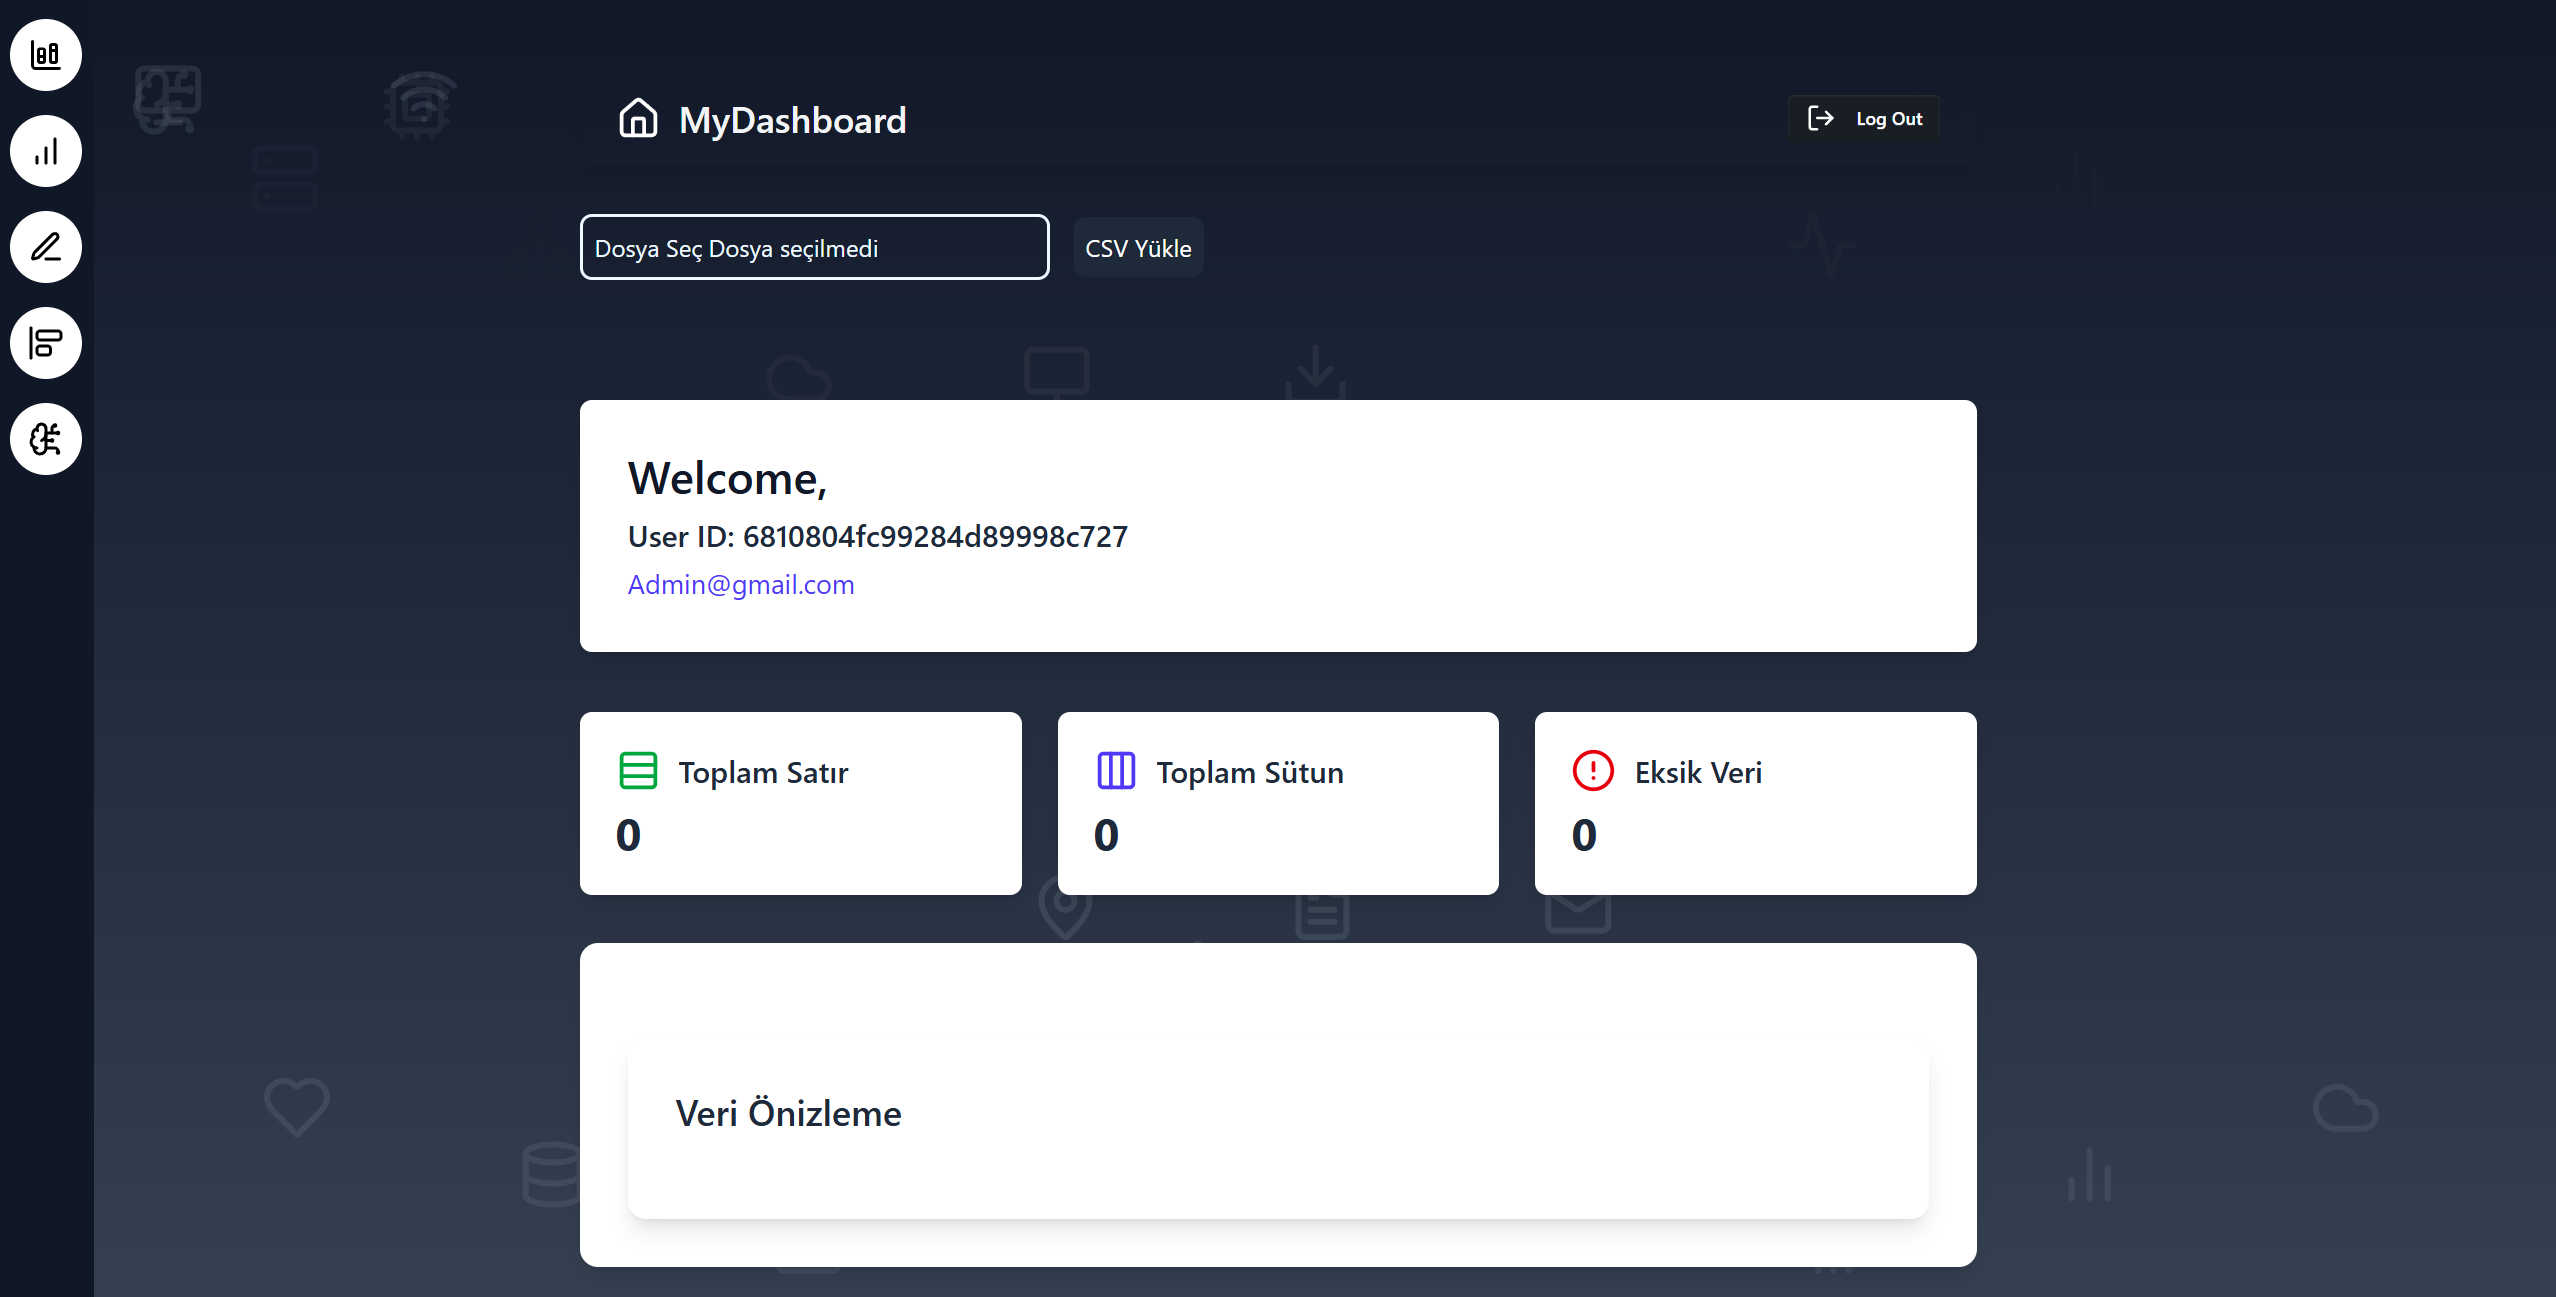 MyDashboard
Log Out
Dosya Seç Dosya seçilmedi
CSV Yükle
Welcome,
User ID: 6810804fc99284d89998c727
Admin@gmail.com
Toplam Satır
0
Toplam Sütun
0
Eksik Veri
0
Veri Önizleme